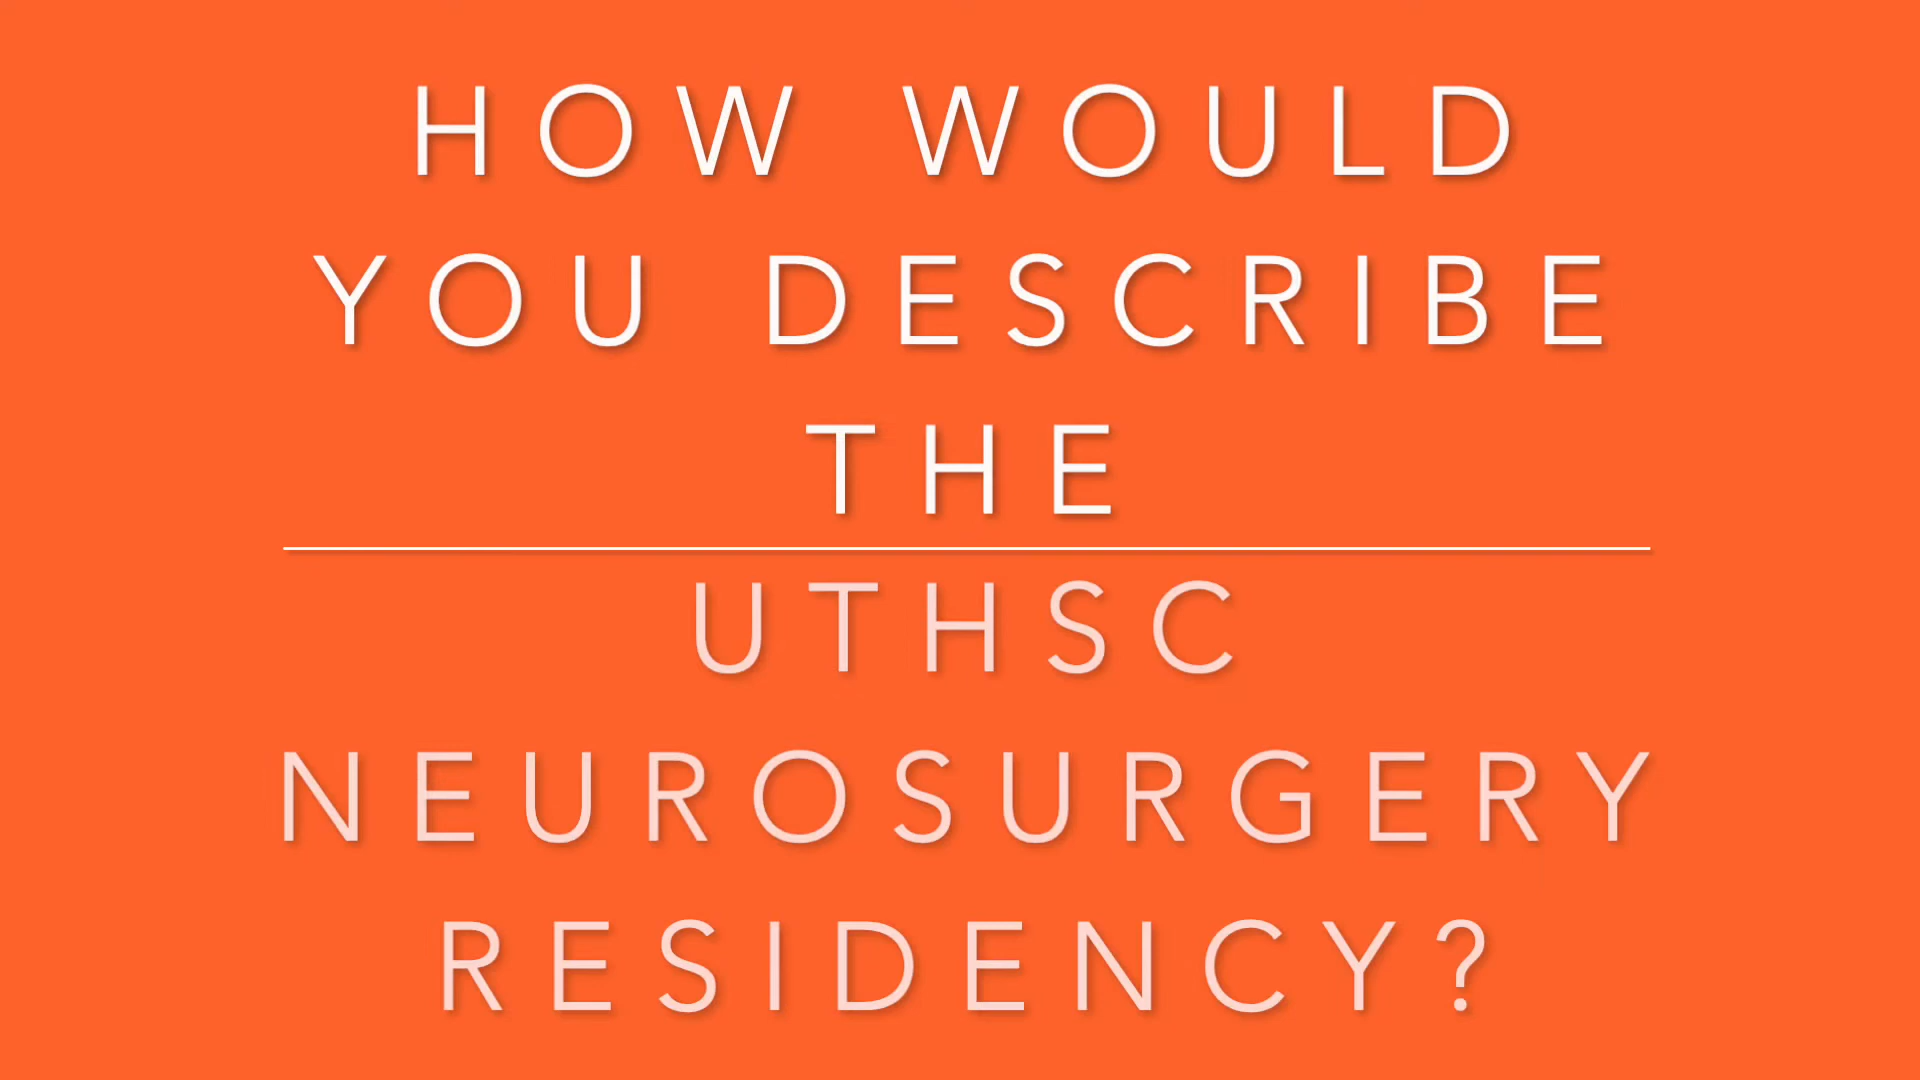 HOW WOULD
YOU DESCRIBE
THE
UTHSC
NEUROSURGERY
RESIDENCY?